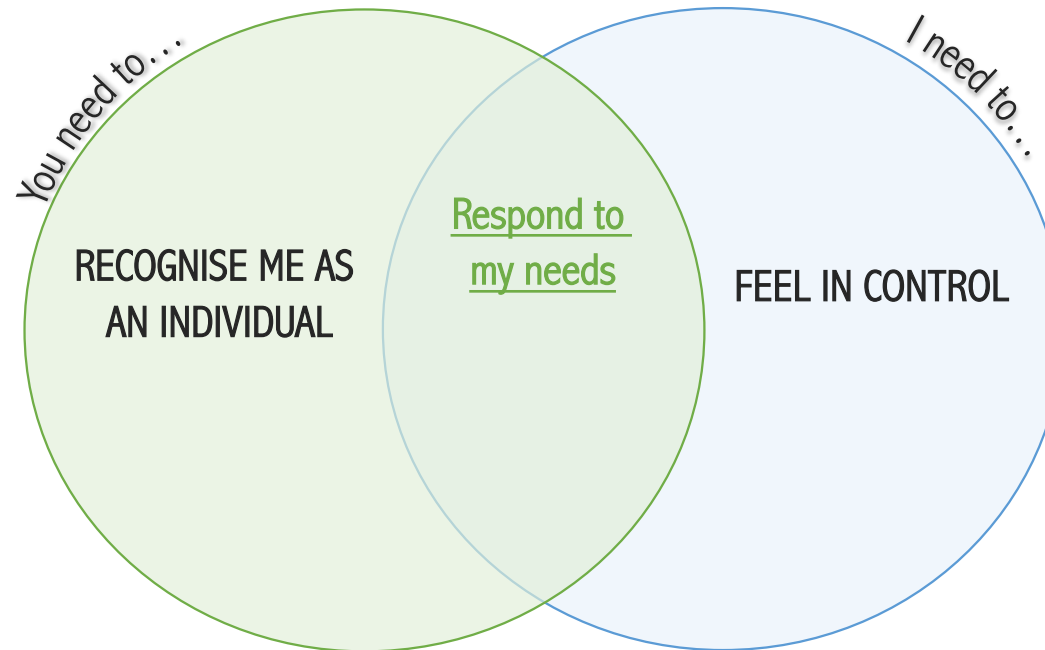 You need to…
I need to…
RECOGNISE ME AS
AN INDIVIDUAL
Respond to
my needs
FEEL IN CONTROL